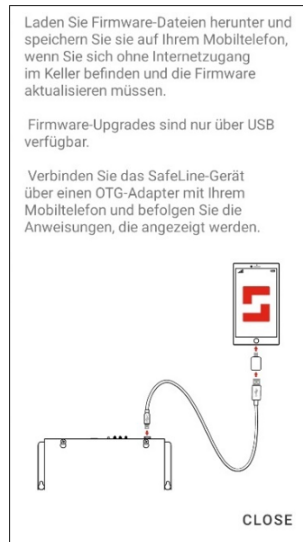 Laden Sie Firmware-Dateien herunter und
speichern Sie sie auf Ihrem Mobiltelefon,
wenn Sie sich ohne Internetzugang
im Keller befinden und die Firmware
aktualisieren müssen.
Firmware-Upgrades sind nur über USB
verfügbar.
Verbinden Sie das SafeLine-Gerät
über einen OTG-Adapter mit Ihrem
Mobiltelefon und befolgen Sie die
Anweisungen, die angezeigt werden.
CLOSE